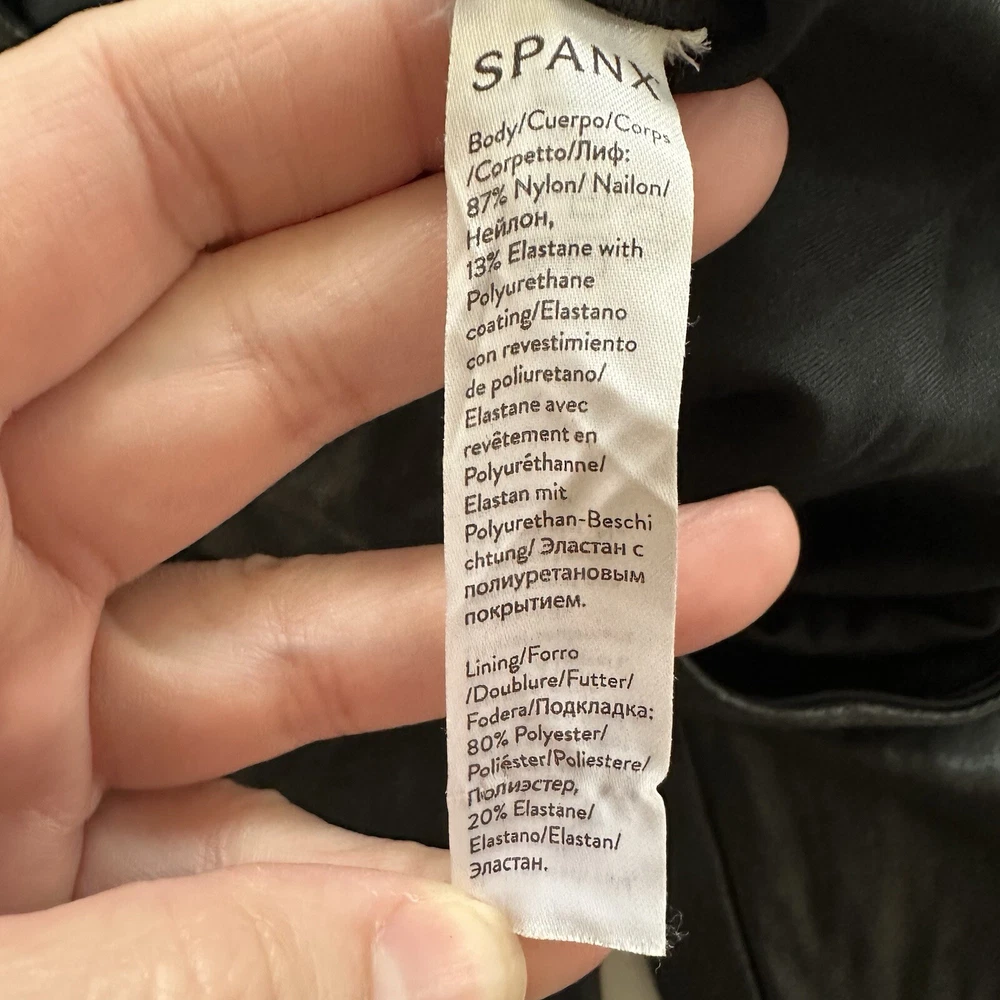 SPANX
Body/Cuerpo/Corps
/Corpetto/Лиф:
87% Nylon/ Nailon/
Нейлон,
13% Elastane with
Polyurethane
coating/Elastano
con revestimiento
de poliuretano/
Elastane avec
revêtement en
Polyuréthanne/
Elastan mit
Polyurethan-Beschi
chtung/ Эластан с
полиуретановым
покрытием.
Lining/Forro
/Doublure/Futter/
Fodera/Подкладка:
80% Polyester/
Poliéster/Poliestere/
Полиэстер,
20% Elastane/
Elastano/Elastan/
Эластан.